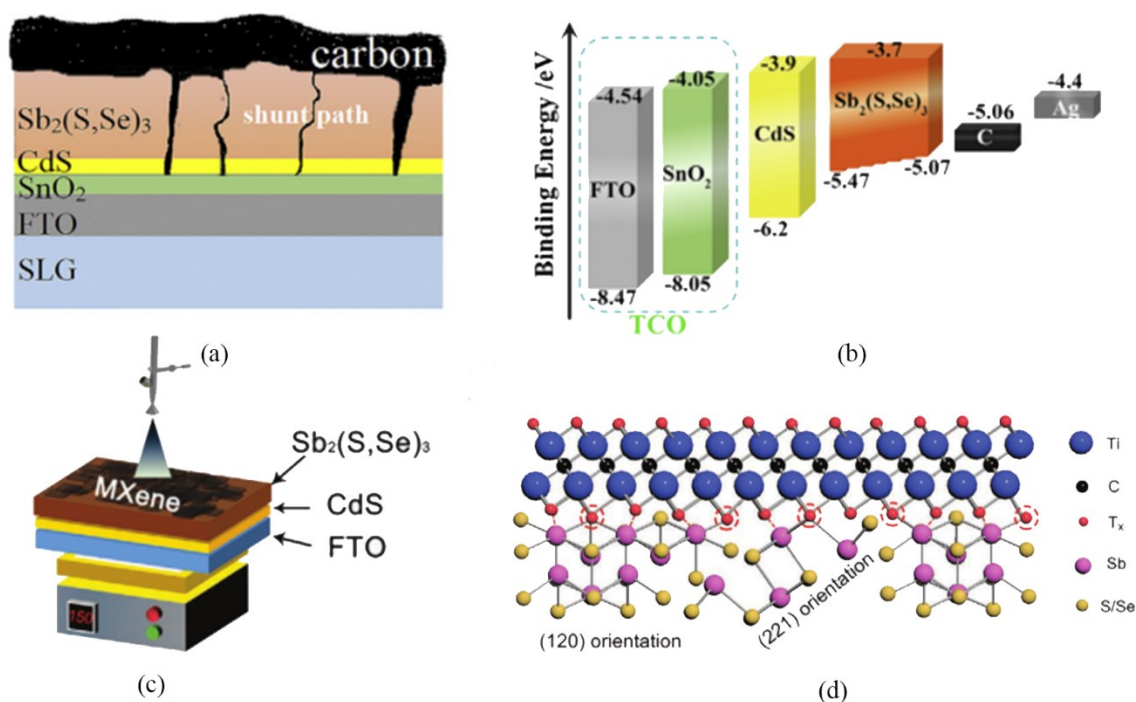 carbon
Sb₂(S,Se)₃
shunt path
CdS
SnO₂
FTO
SLG
(a)
Binding Energy /eV
-4.54
FTO
-8.47
-4.05
SnO₂
-8.05
TCO
-3.9
CdS
-6.2
-3.7
Sb₂(S,Se)₃
-5.47
-5.07
-5.06
C
-4.4
Ag
(b)
Sb₂(S,Se)₃
MXene
CdS
FTO
150
(c)
Ti
C
Tₓ
Sb
S/Se
(120) orientation
(221) orientation
(d)